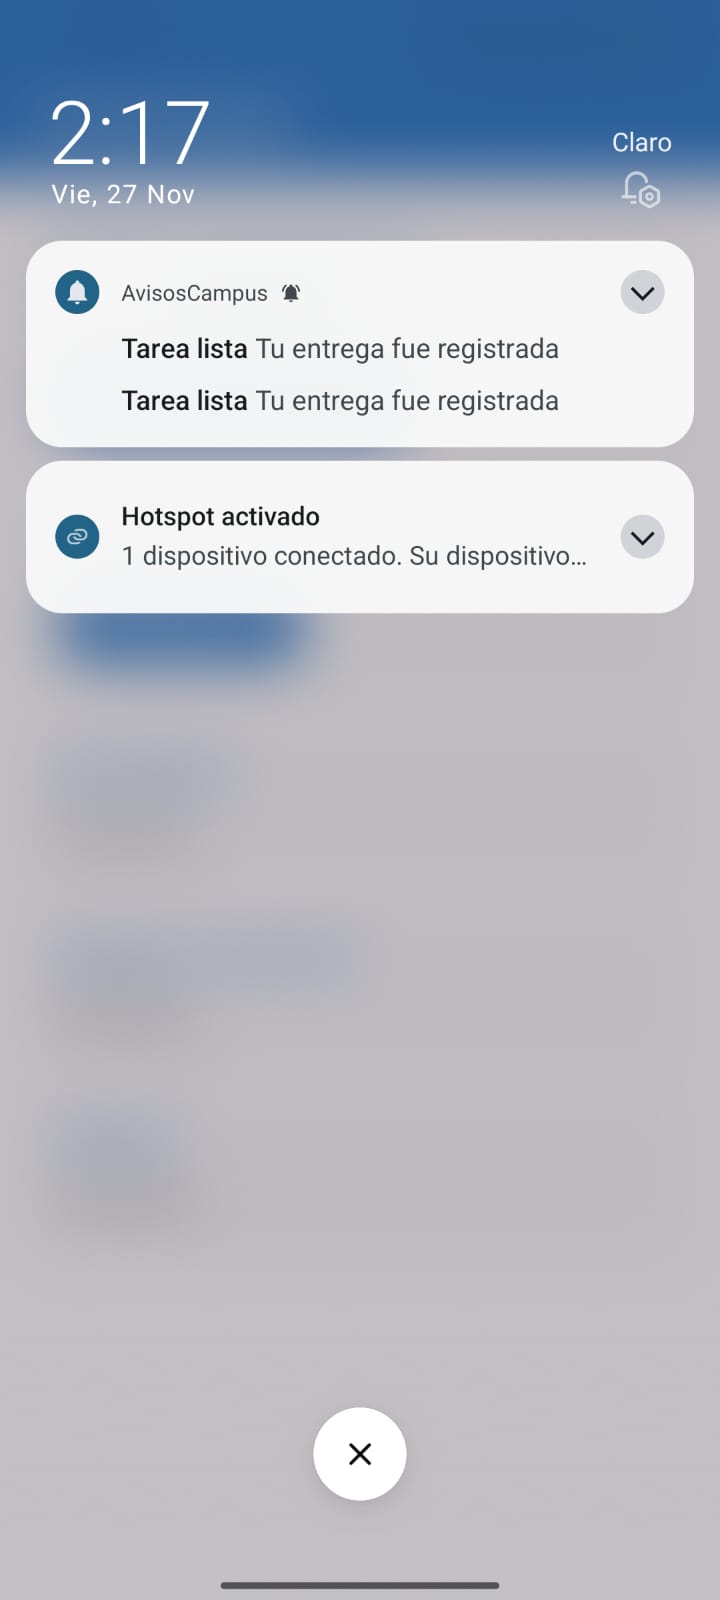 2:17
Vie, 27 Nov
Claro
AvisosCampus
Tarea lista Tu entrega fue registrada
Tarea lista Tu entrega fue registrada
Hotspot activado
1 dispositivo conectado. Su dispositivo...